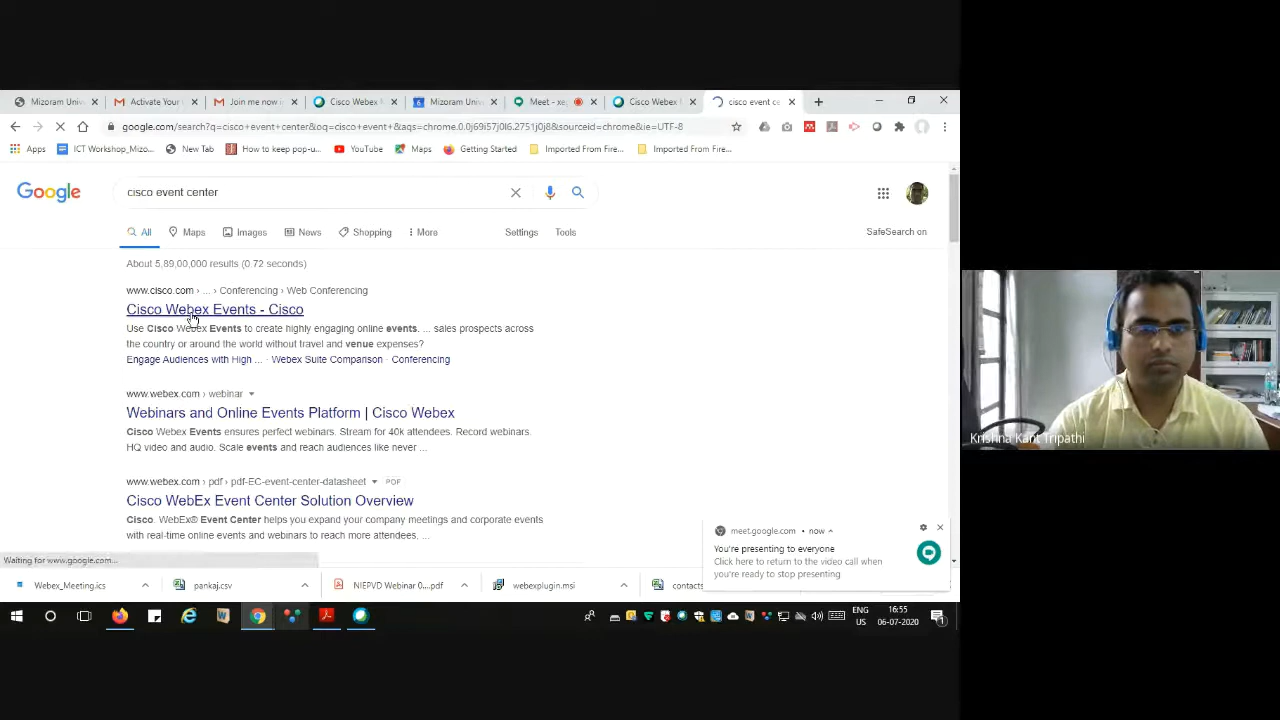 Mizoram Univ
Activate Your
Join me now i
Cisco Webex M
Mizoram Univ
Meet - xe
Cisco Webex M
cisco event ce
google.com/search?q=cisco+event+center&oq=cisco+event+&aqs=chrome.0.0j69i57j0l6.2751j0j8&sourceid=chrome&ie=UTF-8
Apps
ICT Workshop_Mizo...
New Tab
How to keep pop-u...
YouTube
Maps
Getting Started
Imported From Fire...
Imported From Fire...
Google
cisco event center
All
Maps
Images
News
Shopping
More
Settings
Tools
SafeSearch on
About 5,89,00,000 results (0.72 seconds)
www.cisco.com › ... › Conferencing › Web Conferencing
Cisco Webex Events - Cisco
Use Cisco Webex Events to create highly engaging online events. ... sales prospects across
the country or around the world without travel and venue expenses?
Engage Audiences with High ... · Webex Suite Comparison · Conferencing
www.webex.com › webinar
Webinars and Online Events Platform | Cisco Webex
Cisco Webex Events ensures perfect webinars. Stream for 40k attendees. Record webinars.
HQ video and audio. Scale events and reach audiences like never ...
www.webex.com › pdf › pdf-EC-event-center-datasheet
PDF
Cisco WebEx Event Center Solution Overview
Cisco. WebEx® Event Center helps you expand your company meetings and corporate events
with real-time online events and webinars to reach more attendees, ...
Waiting for www.google.com...
meet.google.com • now
You're presenting to everyone
Click here to return to the video call when
you're ready to stop presenting
Webex_Meeting.ics
pankaj.csv
NIEPVD Webinar 0....pdf
webexplugin.msi
contacts
ENG
US
16:55
06-07-2020
Krishna Kant Tripathi